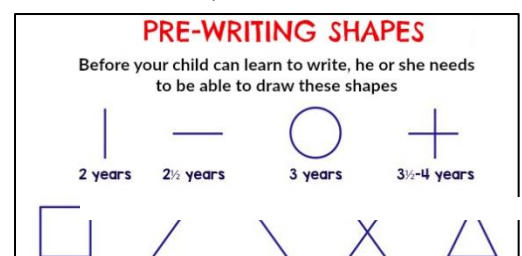 PRE-WRITING SHAPES
Before your child can learn to write, he or she needs
to be able to draw these shapes
2 years 2½ years 3 years 3½-4 years